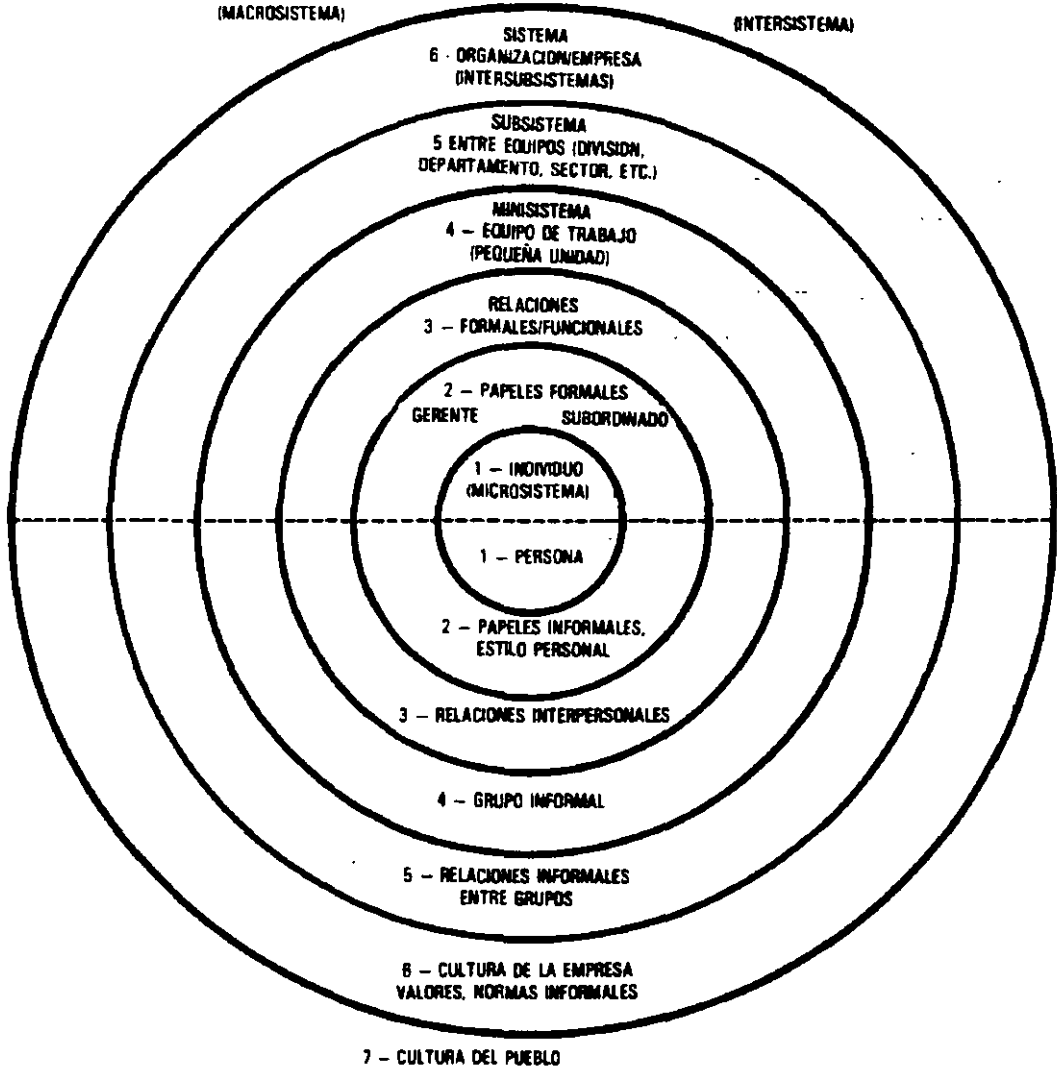 (MACROSISTEMA)
(INTERSISTEMA)
SISTEMA
6 - ORGANIZACION/EMPRESA
(INTERSUBSISTEMAS)
SUBSISTEMA
5 ENTRE EQUIPOS (DIVISION,
DEPARTAMENTO, SECTOR, ETC.)
MINISISTEMA
4 – EQUIPO DE TRABAJO
(PEQUEÑA UNIDAD)
RELACIONES
3 – FORMALES/FUNCIONALES
2 – PAPELES FORMALES
GERENTE SUBORDINADO
1 – INDIVIDUO
(MICROSISTEMA)
1 – PERSONA
2 – PAPELES INFORMALES,
ESTILO PERSONAL
3 – RELACIONES INTERPERSONALES
4 – GRUPO INFORMAL
5 – RELACIONES INFORMALES
ENTRE GRUPOS
6 – CULTURA DE LA EMPRESA
VALORES, NORMAS INFORMALES
7 – CULTURA DEL PUEBLO